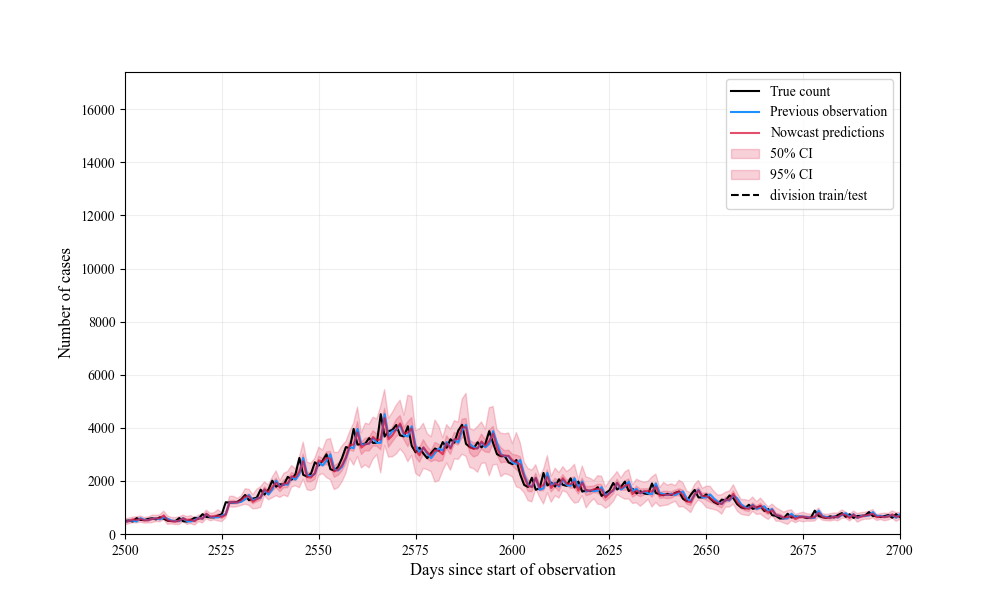 True count
Previous observation
Nowcast predictions
50% CI
95% CI
division train/test
16000
14000
12000
10000
8000
6000
4000
2000
0
Number of cases
2500 2525 2550 2575 2600 2625 2650 2675 2700
Days since start of observation